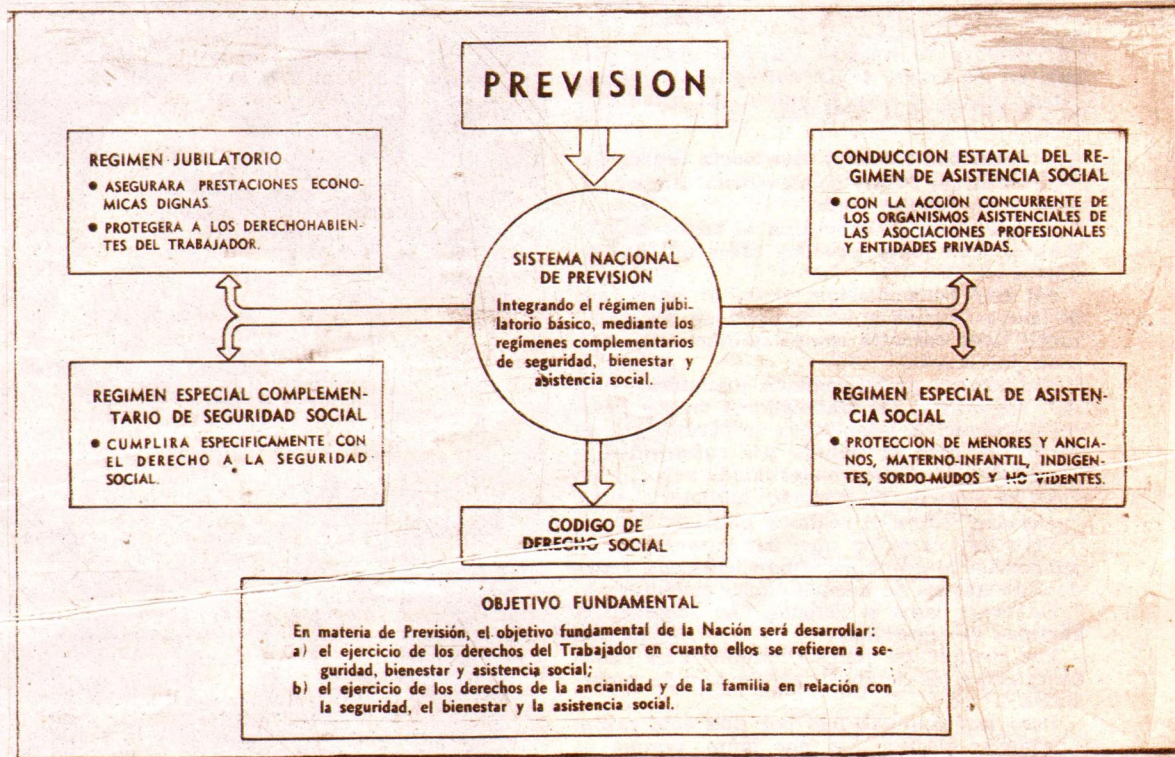 PREVISION
REGIMEN JUBILATORIO
● ASEGURARA PRESTACIONES ECONO-
MICAS DIGNAS.
● PROTEGERA A LOS DERECHOHABIEN-
TES DEL TRABAJADOR.
CONDUCCION ESTATAL DEL RE-
GIMEN DE ASISTENCIA SOCIAL
● CON LA ACCIÓN CONCURRENTE DE
LOS ORGANISMOS ASISTENCIALES DE
LAS ASOCIACIONES PROFESIONALES
Y ENTIDADES PRIVADAS.
SISTEMA NACIONAL
DE PREVISION
Integrando el régimen jubi-
latorio básico, mediante los
regímenes complementarios
de seguridad, bienestar y
asistencia social.
REGIMEN ESPECIAL COMPLEMEN-
TARIO DE SEGURIDAD SOCIAL
● CUMPLIRA ESPECIFICAMENTE CON
EL DERECHO A LA SEGURIDAD
SOCIAL.
REGIMEN ESPECIAL DE ASISTEN-
CIA SOCIAL
● PROTECCION DE MENORES Y ANCIA-
NOS, MATERNO-INFANTIL, INDIGEN-
TES, SORDO-MUDOS Y NO VIDENTES.
CODIGO DE
DERECHO SOCIAL
OBJETIVO FUNDAMENTAL
En materia de Previsión, el objetivo fundamental de la Nación será desarrollar:
a) el ejercicio de los derechos del Trabajador en cuanto ellos se refieren a se-
guridad, bienestar y asistencia social;
b) el ejercicio de los derechos de la ancianidad y de la familia en relación con
la seguridad, el bienestar y la asistencia social.